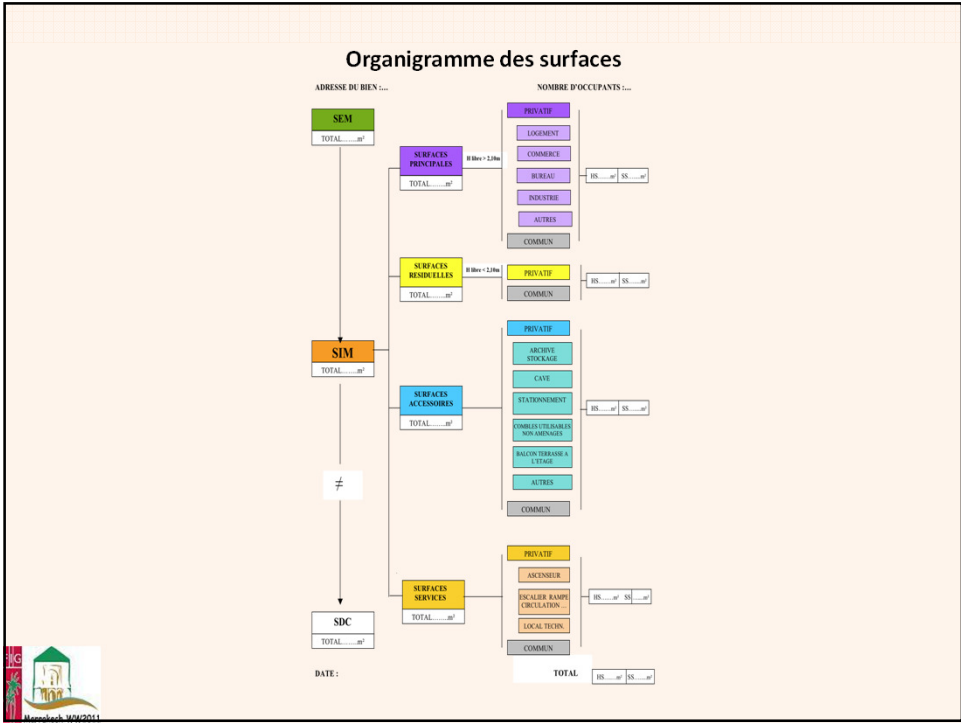 Organigramme des surfaces
ADRESSE DU BIEN :...
NOMBRE D'OCCUPANTS :...
SEM
TOTAL.......m²
SURFACES
PRINCIPALES
TOTAL.......m²
H libre > 2,10m
PRIVATIF
LOGEMENT
COMMERCE
BUREAU
INDUSTRIE
AUTRES
COMMUN
HS.......m² SS.......m²
SURFACES
RESIDUELLES
TOTAL.......m²
H libre < 2,10m
PRIVATIF
COMMUN
HS.......m² SS.......m²
SIM
TOTAL.......m²
SURFACES
ACCESSOIRES
TOTAL.......m²
PRIVATIF
ARCHIVE
STOCKAGE
CAVE
STATIONNEMENT
COMBLES UTILISABLES
NON AMENAGES
BALCON TERRASSE A
L'ETAGE
AUTRES
COMMUN
HS.......m² SS.......m²
≠
SURFACES
SERVICES
TOTAL.......m²
PRIVATIF
ASCENSEUR
ESCALIER RAMPE
CIRCULATION ...
LOCAL TECHN.
COMMUN
HS.......m² SS.......m²
SDC
TOTAL.......m²
DATE :
TOTAL
HS.......m² SS.......m²
FIG
Marrakech WW2011